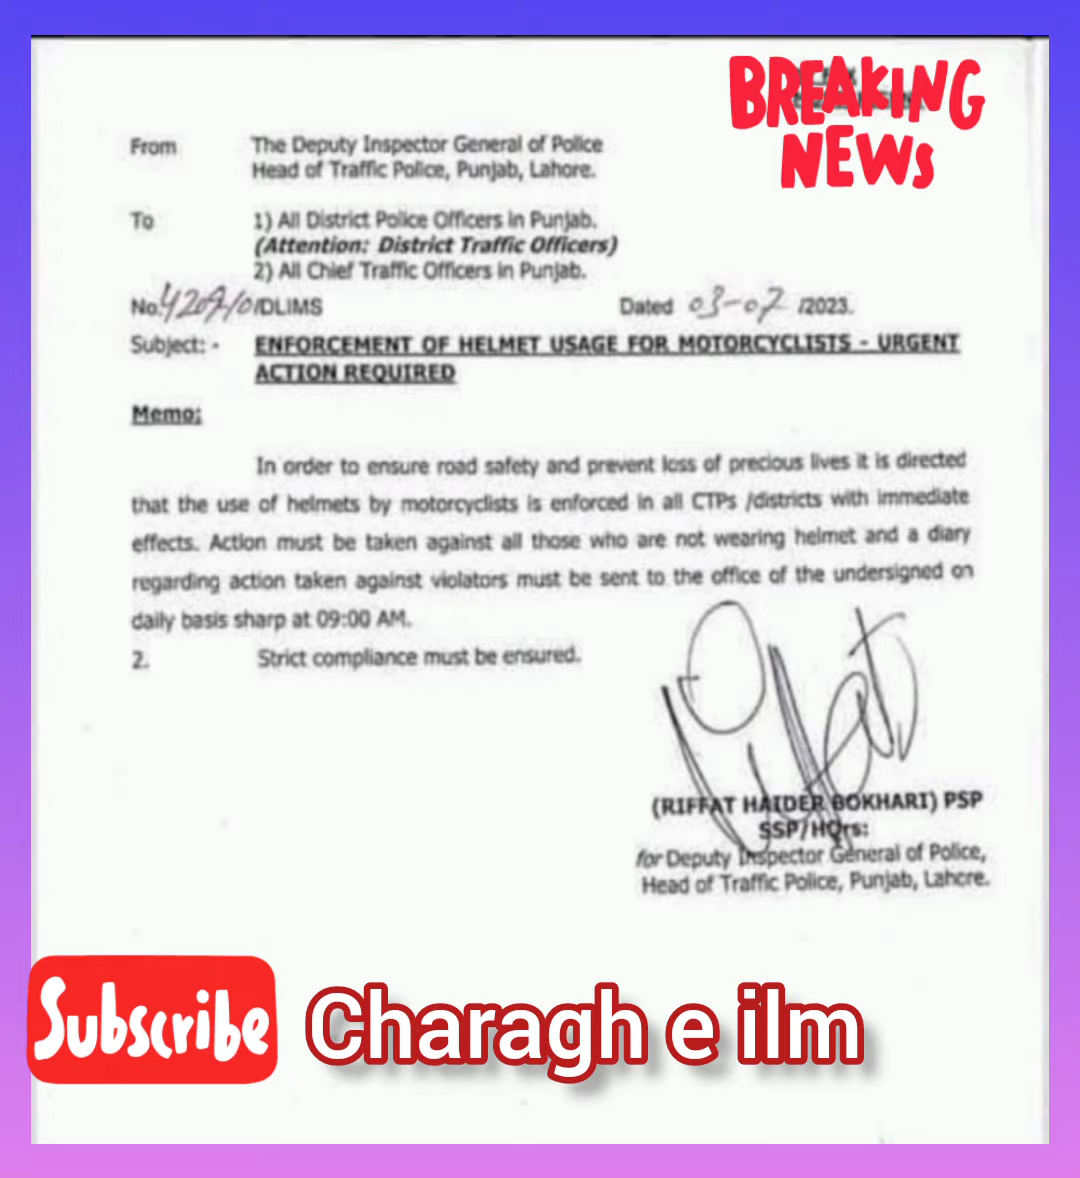 BREAKING
NEWS
From The Deputy Inspector General of Police
Head of Traffic Police, Punjab, Lahore.
To 1) All District Police Officers in Punjab.
(Attention: District Traffic Officers)
2) All Chief Traffic Officers in Punjab.
No. /DLIMS Dated 03-07 /2023.
Subject: - ENFORCEMENT OF HELMET USAGE FOR MOTORCYCLISTS - URGENT
ACTION REQUIRED
Memo:
In order to ensure road safety and prevent loss of precious lives it is directed
that the use of helmets by motorcyclists is enforced in all CTPs /districts with immediate
effects. Action must be taken against all those who are not wearing helmet and a diary
regarding action taken against violators must be sent to the office of the undersigned on
daily basis sharp at 09:00 AM.
2. Strict compliance must be ensured.
(RIFFAT HAIDER BOKHARI) PSP
SSP/HQrs:
for Deputy Inspector General of Police,
Head of Traffic Police, Punjab, Lahore.
Subscribe Charagh e ilm